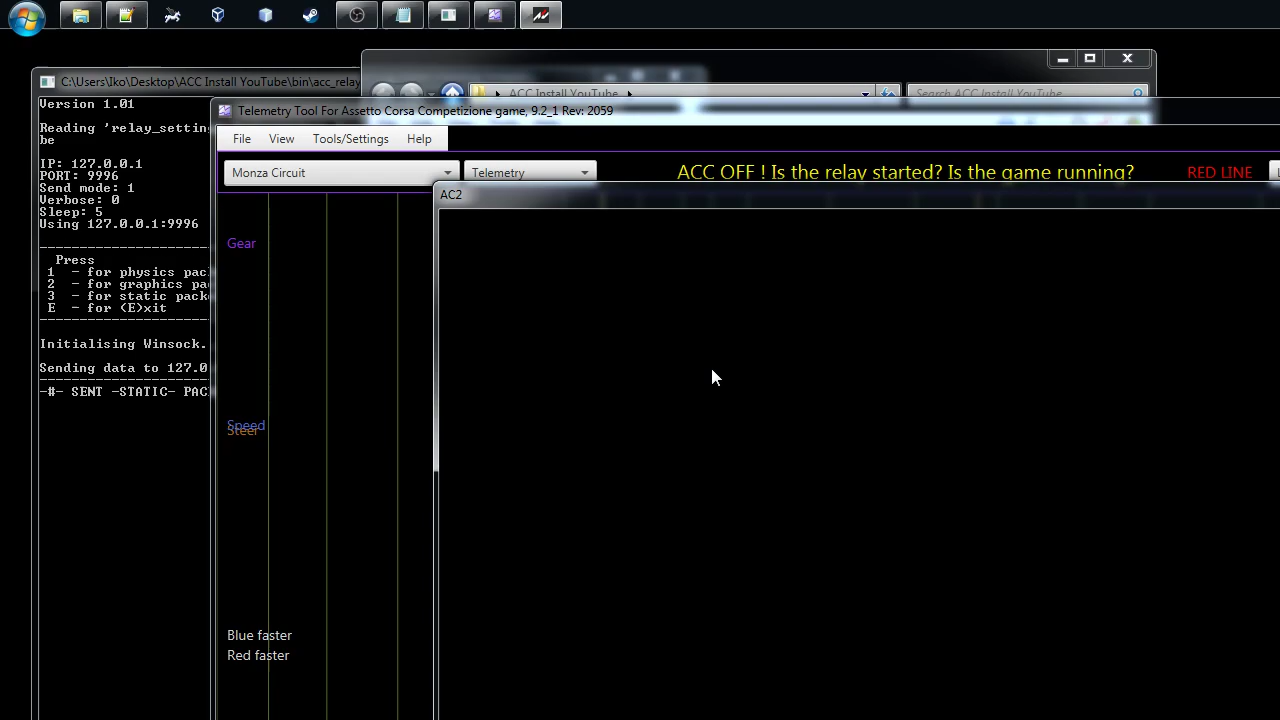 C:\Users\Iko\Desktop\ACC Install YouTube\bin\acc_relay
ACC Install YouTube
Search ACC Install YouTube
Version 1.01
Reading 'relay_setting
be
IP: 127.0.0.1
PORT: 9996
Send mode: 1
Verbose: 0
Sleep: 5
Using 127.0.0.1:9996
Press
1 - for physics pac
2 - for graphics pa
3 - for static pack
E - for (E)xit
Initialising Winsock.
Sending data to 127.0
-#- SENT -STATIC- PAC
Telemetry Tool For Assetto Corsa Competizione game, 9.2_1 Rev: 2059
File View Tools/Settings Help
Monza Circuit Telemetry ACC OFF ! Is the relay started? Is the game running? RED LINE
AC2
Gear
Speed
Steer
Blue faster
Red faster